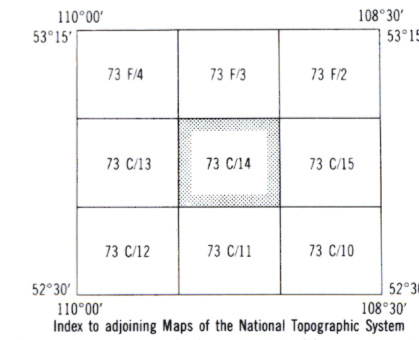 110°00' 108°30'
53°15' 53°15
73 F/4 73 F/3 73 F/2
73 C/13 73 C/14 73 C/15
73 C/12 73 C/11 73 C/10
52°30' 52°30
110°00' 108°30'
Index to adjoining Maps of the National Topographic System